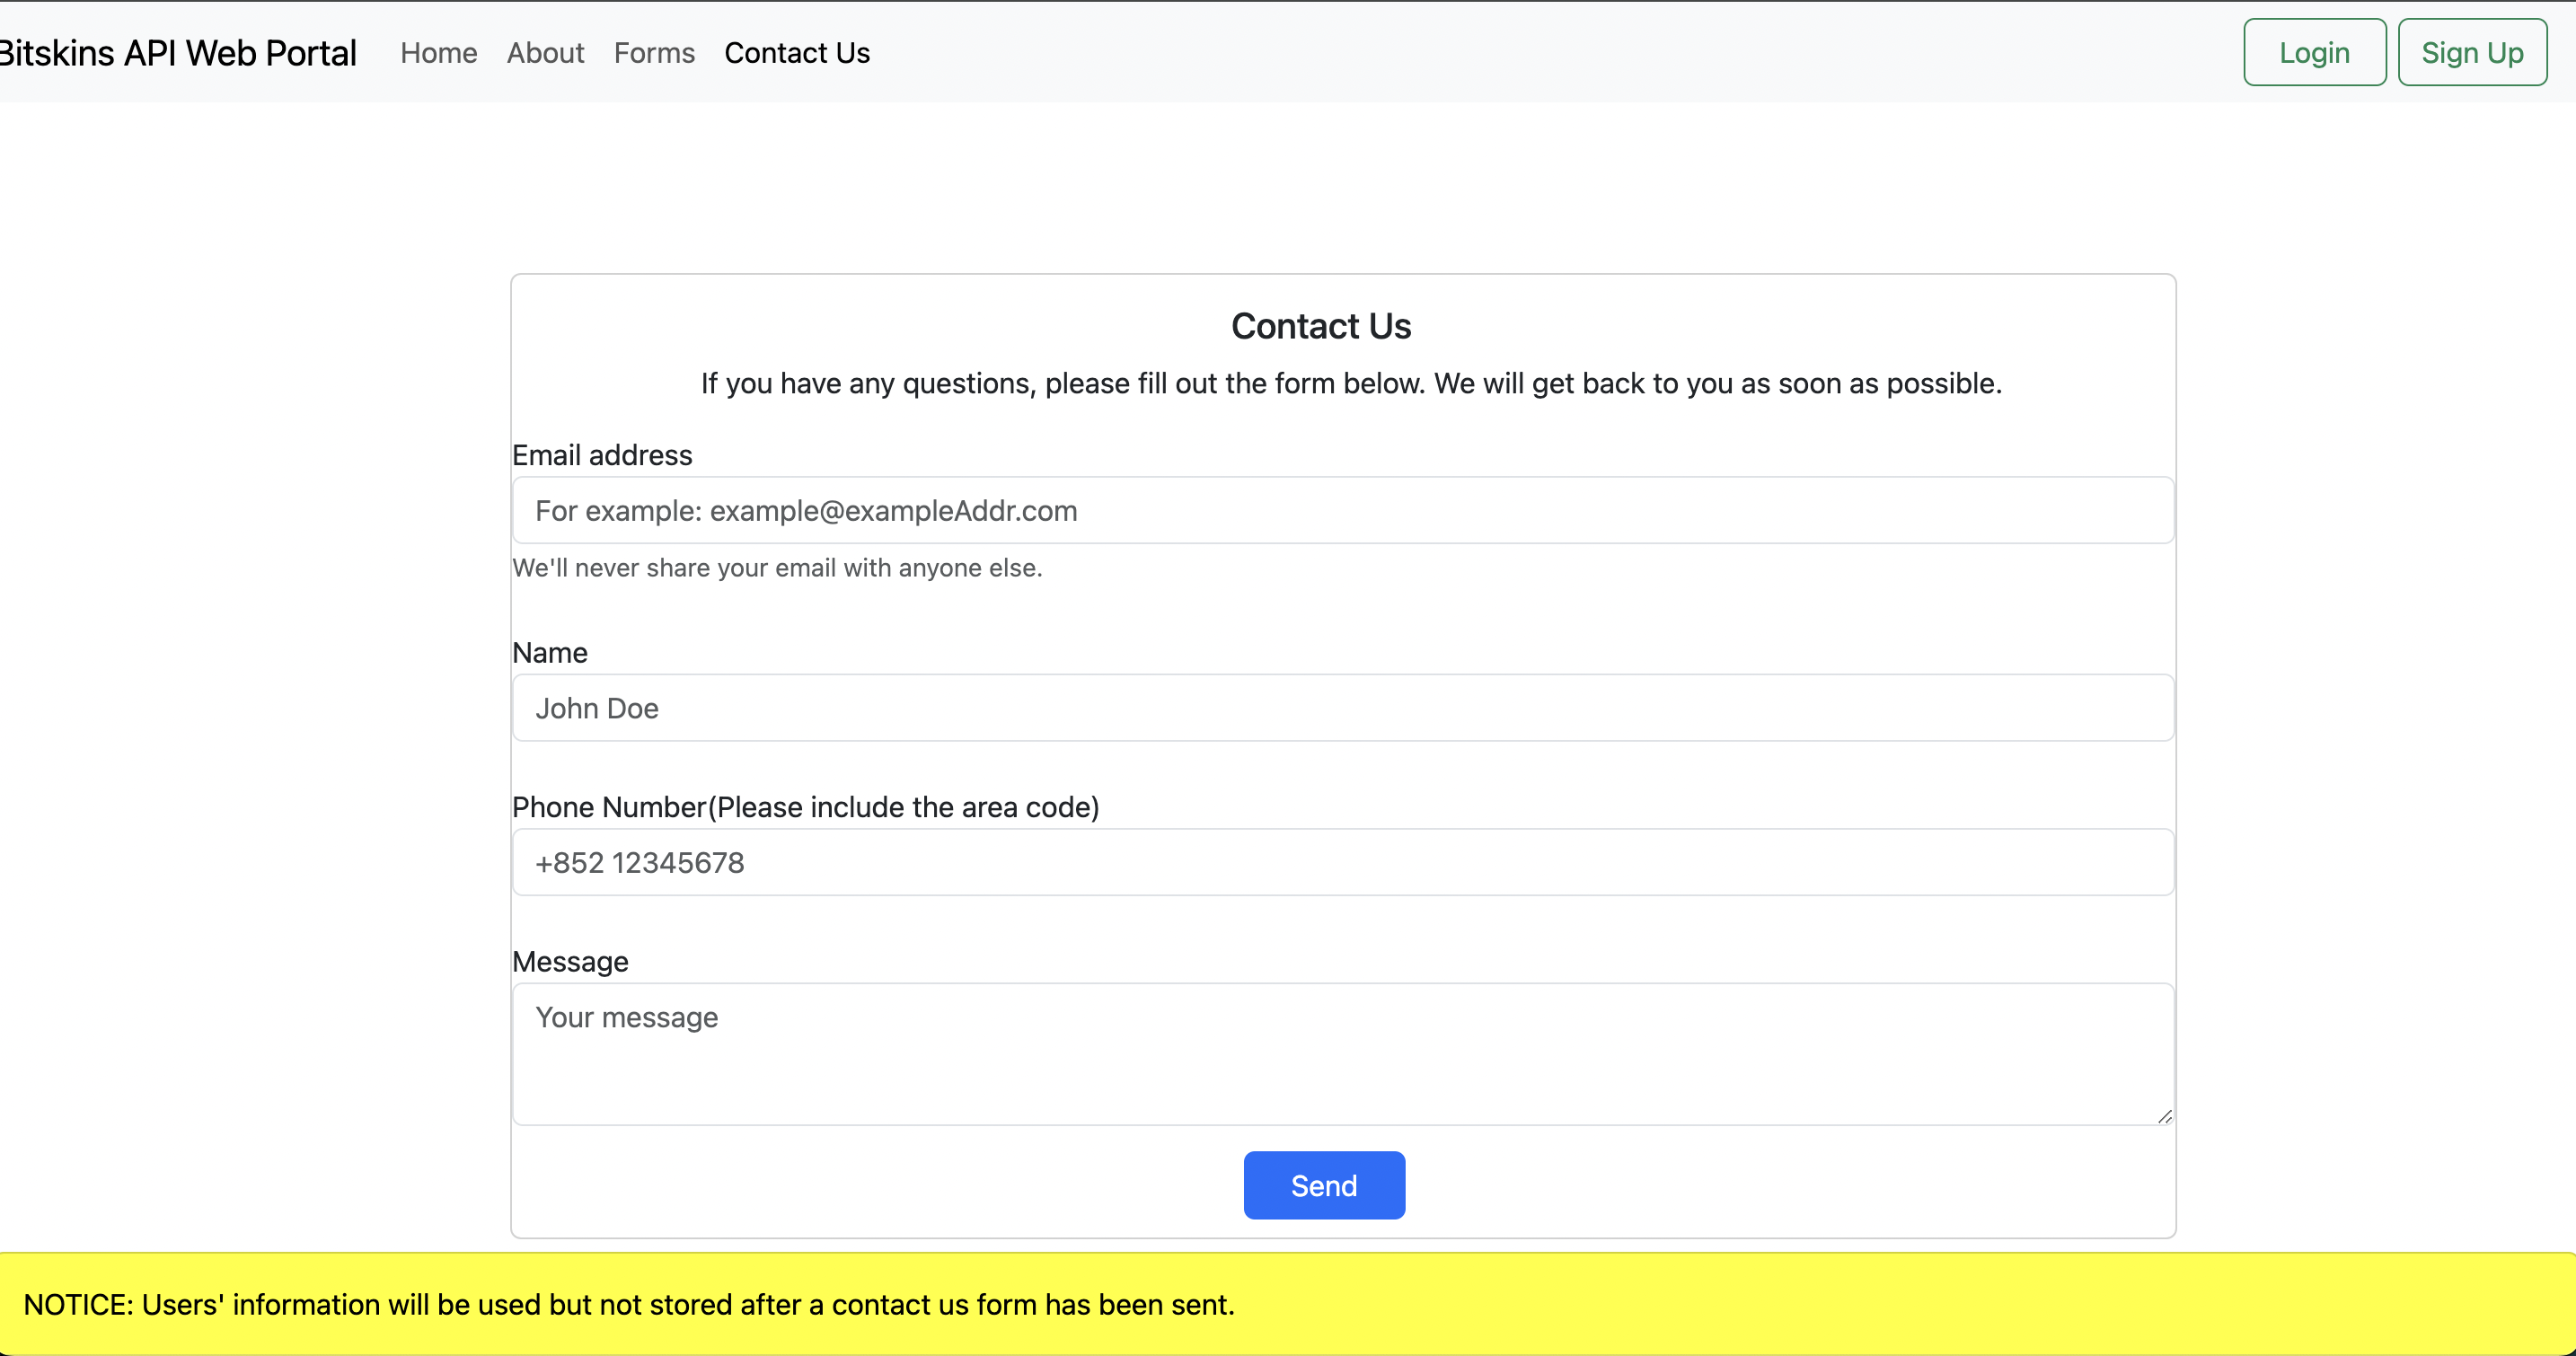 Bitskins API Web Portal Home About Forms Contact Us Login Sign Up
Contact Us
If you have any questions, please fill out the form below. We will get back to you as soon as possible.
Email address
For example: example@exampleAddr.com
We'll never share your email with anyone else.
Name
John Doe
Phone Number(Please include the area code)
+852 12345678
Message
Your message
Send
NOTICE: Users' information will be used but not stored after a contact us form has been sent.